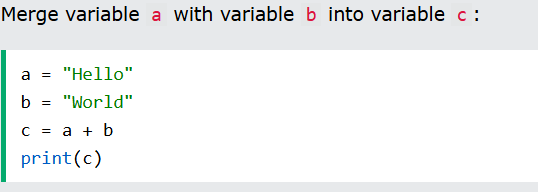 Merge variable a with variable b into variable c:
a = "Hello"
b = "World"
c = a + b
print(c)